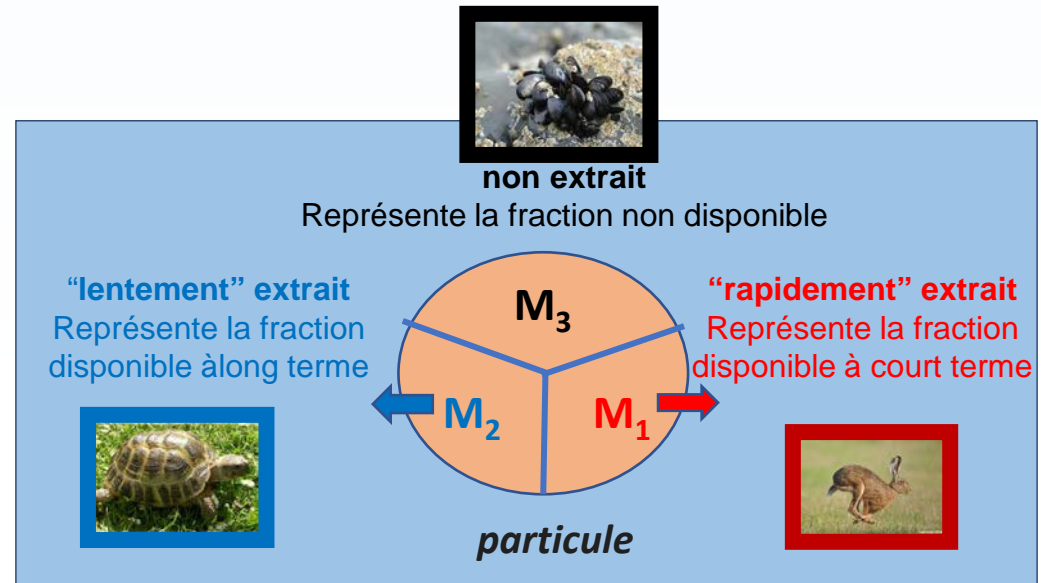 non extrait
Représente la fraction non disponible
“lentement” extrait
Représente la fraction
disponible àlong terme
“rapidement” extrait
Représente la fraction
disponible à court terme
M3
M2
M1
particule